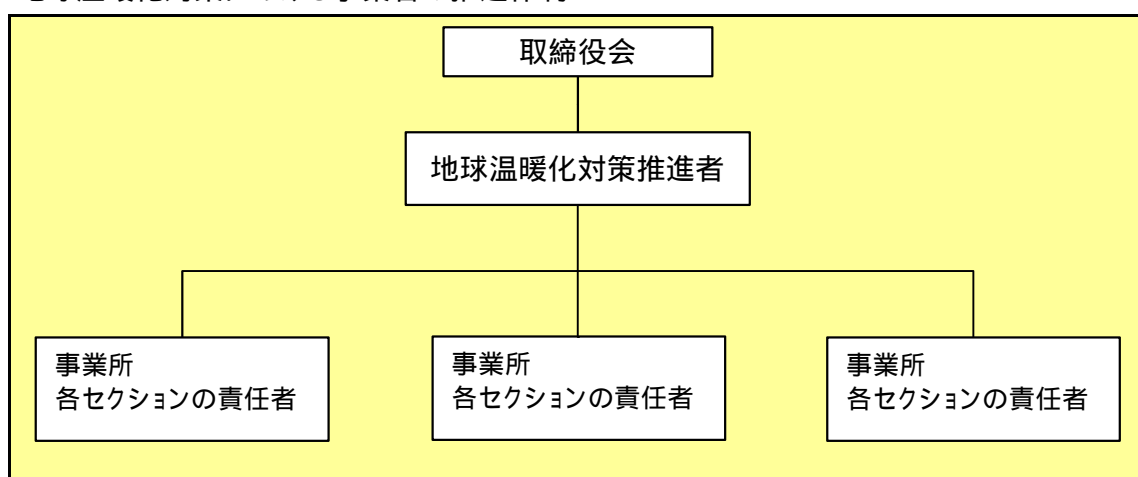 取締役会
地球温暖化対策推進者
事業所
各セクションの責任者
事業所
各セクションの責任者
事業所
各セクションの責任者